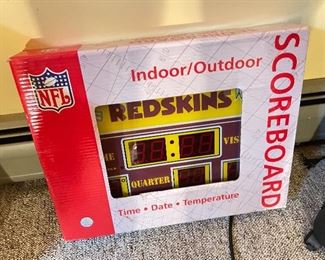 NFL
Indoor/Outdoor
SCOREBOARD
REDSKINS
VIS
QUARTER
Time • Date • Temperature